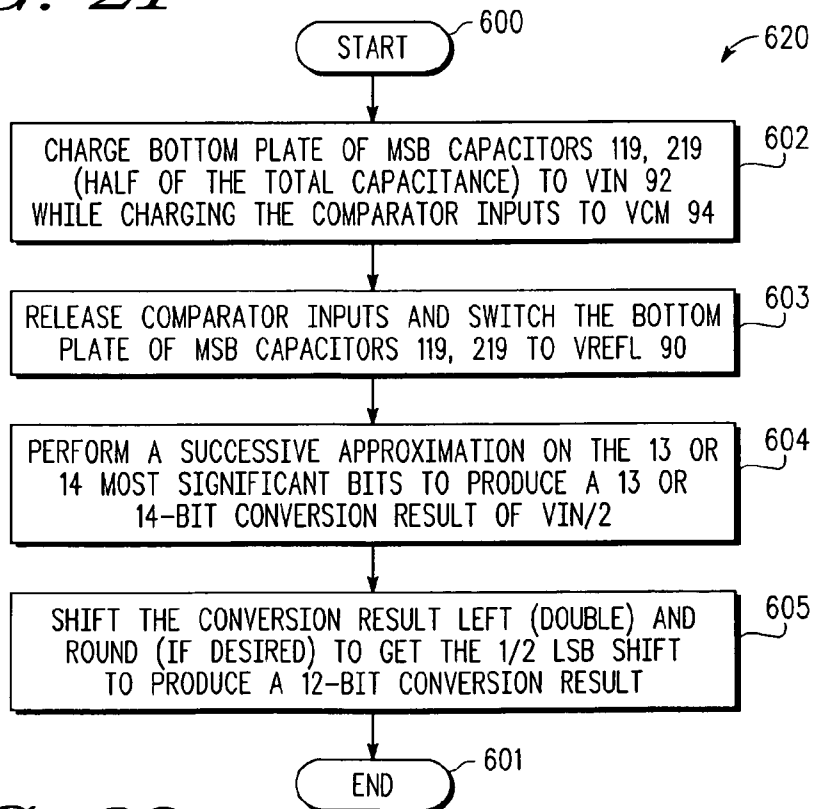 START
600
620
CHARGE BOTTOM PLATE OF MSB CAPACITORS 119, 219
(HALF OF THE TOTAL CAPACITANCE) TO VIN 92
WHILE CHARGING THE COMPARATOR INPUTS TO VCM 94
602
RELEASE COMPARATOR INPUTS AND SWITCH THE BOTTOM
PLATE OF MSB CAPACITORS 119, 219 TO VREFL 90
603
PERFORM A SUCCESSIVE APPROXIMATION ON THE 13 OR
14 MOST SIGNIFICANT BITS TO PRODUCE A 13 OR
14-BIT CONVERSION RESULT OF VIN/2
604
SHIFT THE CONVERSION RESULT LEFT (DOUBLE) AND
ROUND (IF DESIRED) TO GET THE 1/2 LSB SHIFT
TO PRODUCE A 12-BIT CONVERSION RESULT
605
END
601